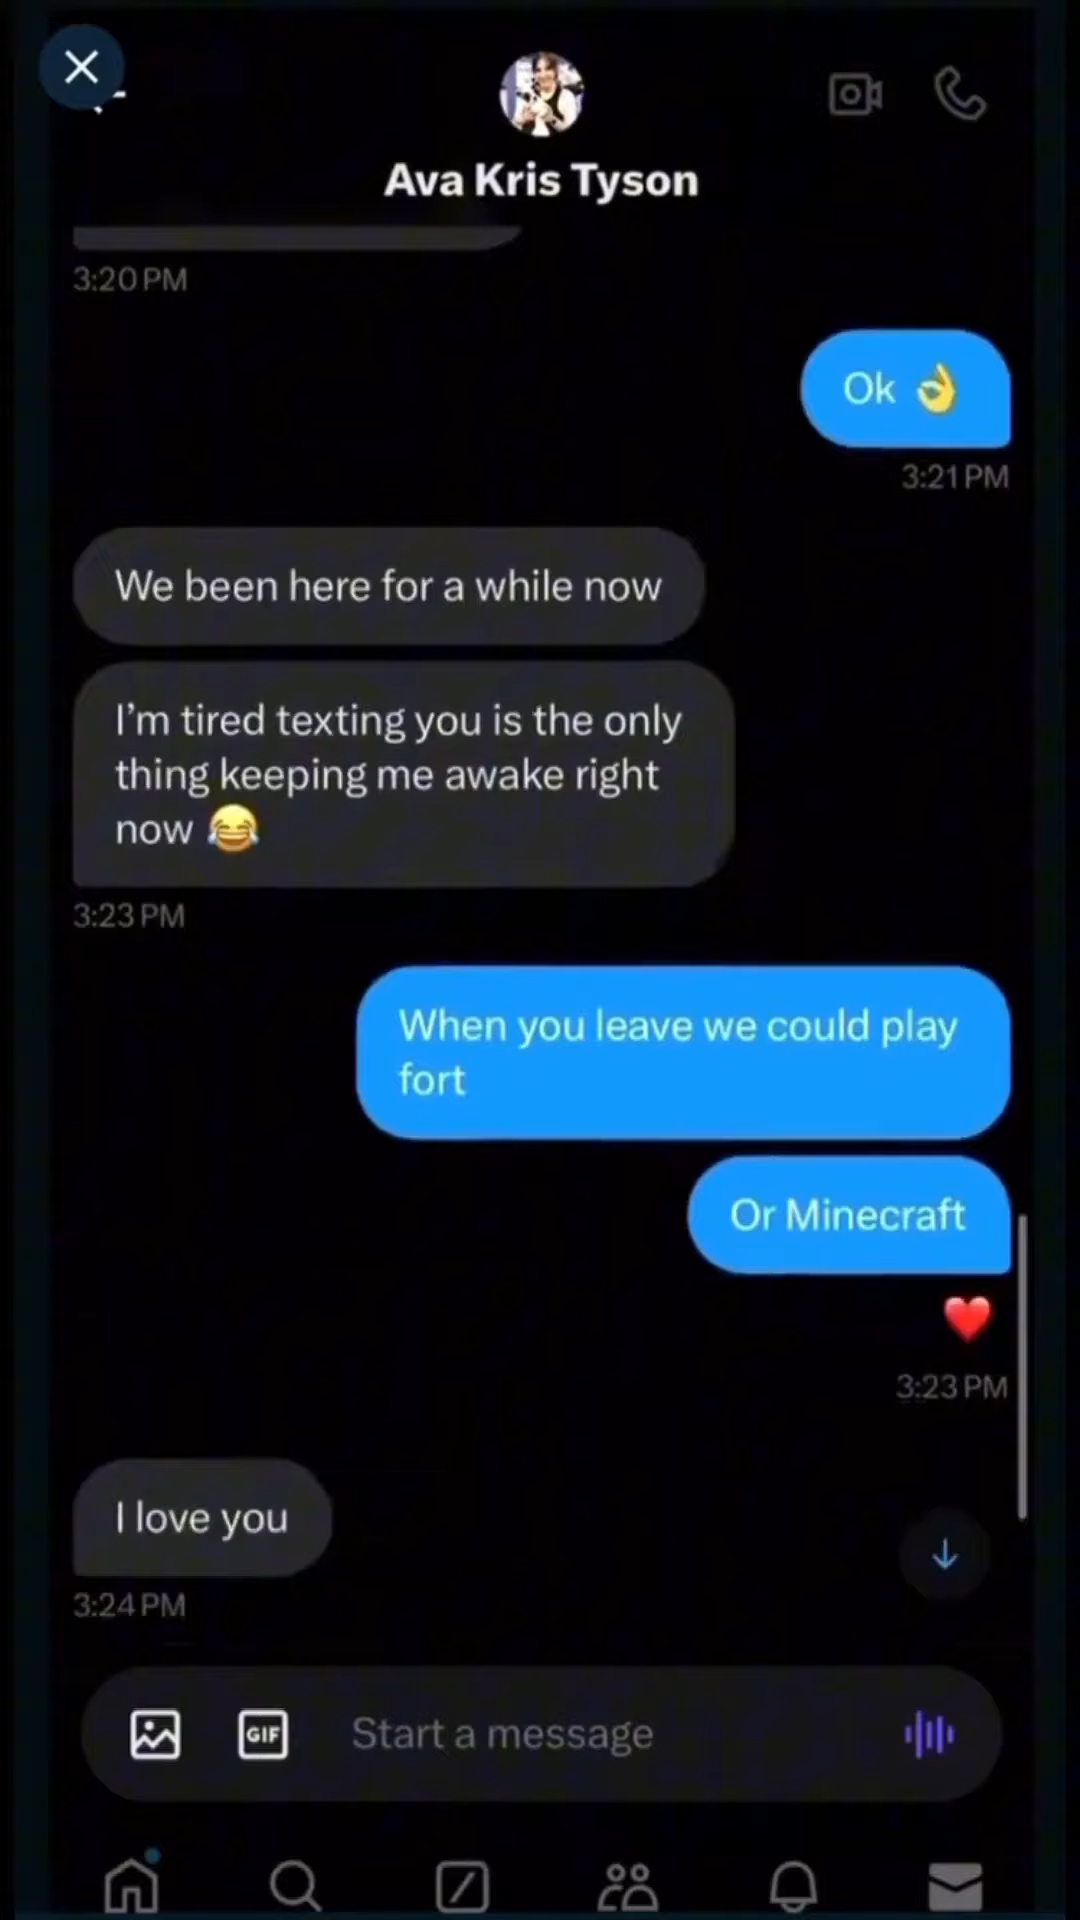 Ava Kris Tyson
3:20 PM
Ok 👌
3:21 PM
We been here for a while now
I'm tired texting you is the only
thing keeping me awake right
now 😂
3:23 PM
When you leave we could play
fort
Or Minecraft
❤️
3:23 PM
I love you
3:24 PM
GIF
Start a message